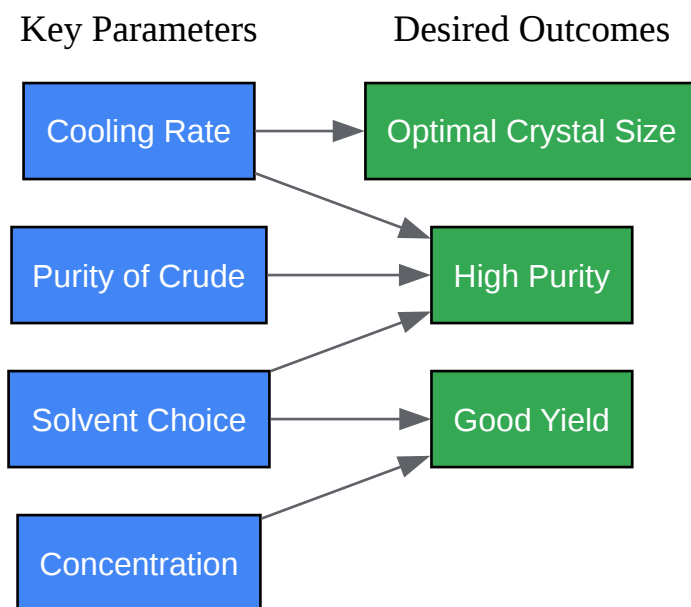 Key Parameters
Desired Outcomes
Cooling Rate
Optimal Crystal Size
Purity of Crude
High Purity
Solvent Choice
Good Yield
Concentration